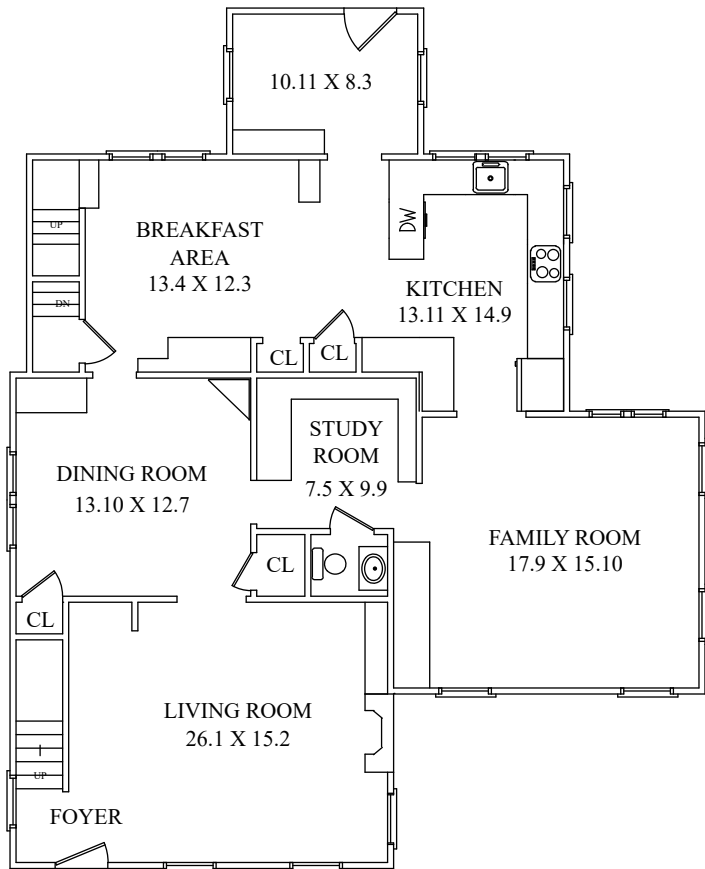 10.11 X 8.3
UP
BREAKFAST
AREA
13.4 X 12.3
DW
KITCHEN
13.11 X 14.9
DN
CL
CL
STUDY
ROOM
7.5 X 9.9
DINING ROOM
13.10 X 12.7
FAMILY ROOM
17.9 X 15.10
CL
CL
LIVING ROOM
26.1 X 15.2
UP
FOYER